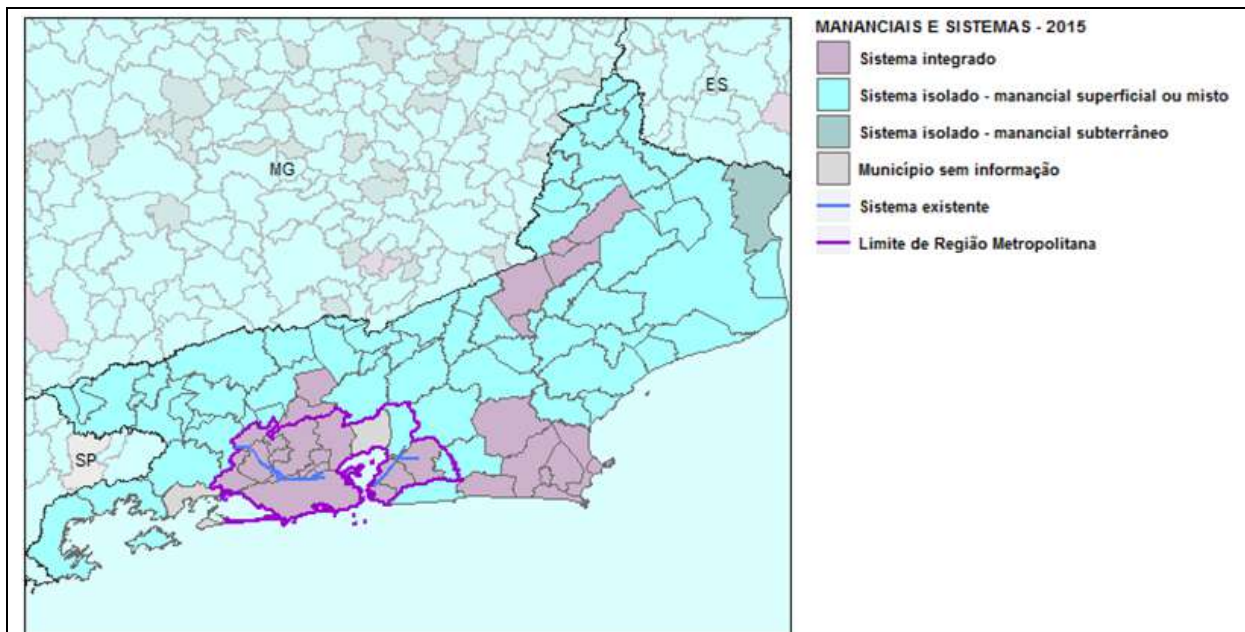 MANANCIAIS E SISTEMAS - 2015
Sistema integrado
Sistema isolado - manancial superficial ou misto
Sistema isolado - manancial subterrâneo
Município sem informação
Sistema existente
Limite de Região Metropolitana
ES
MG
SP